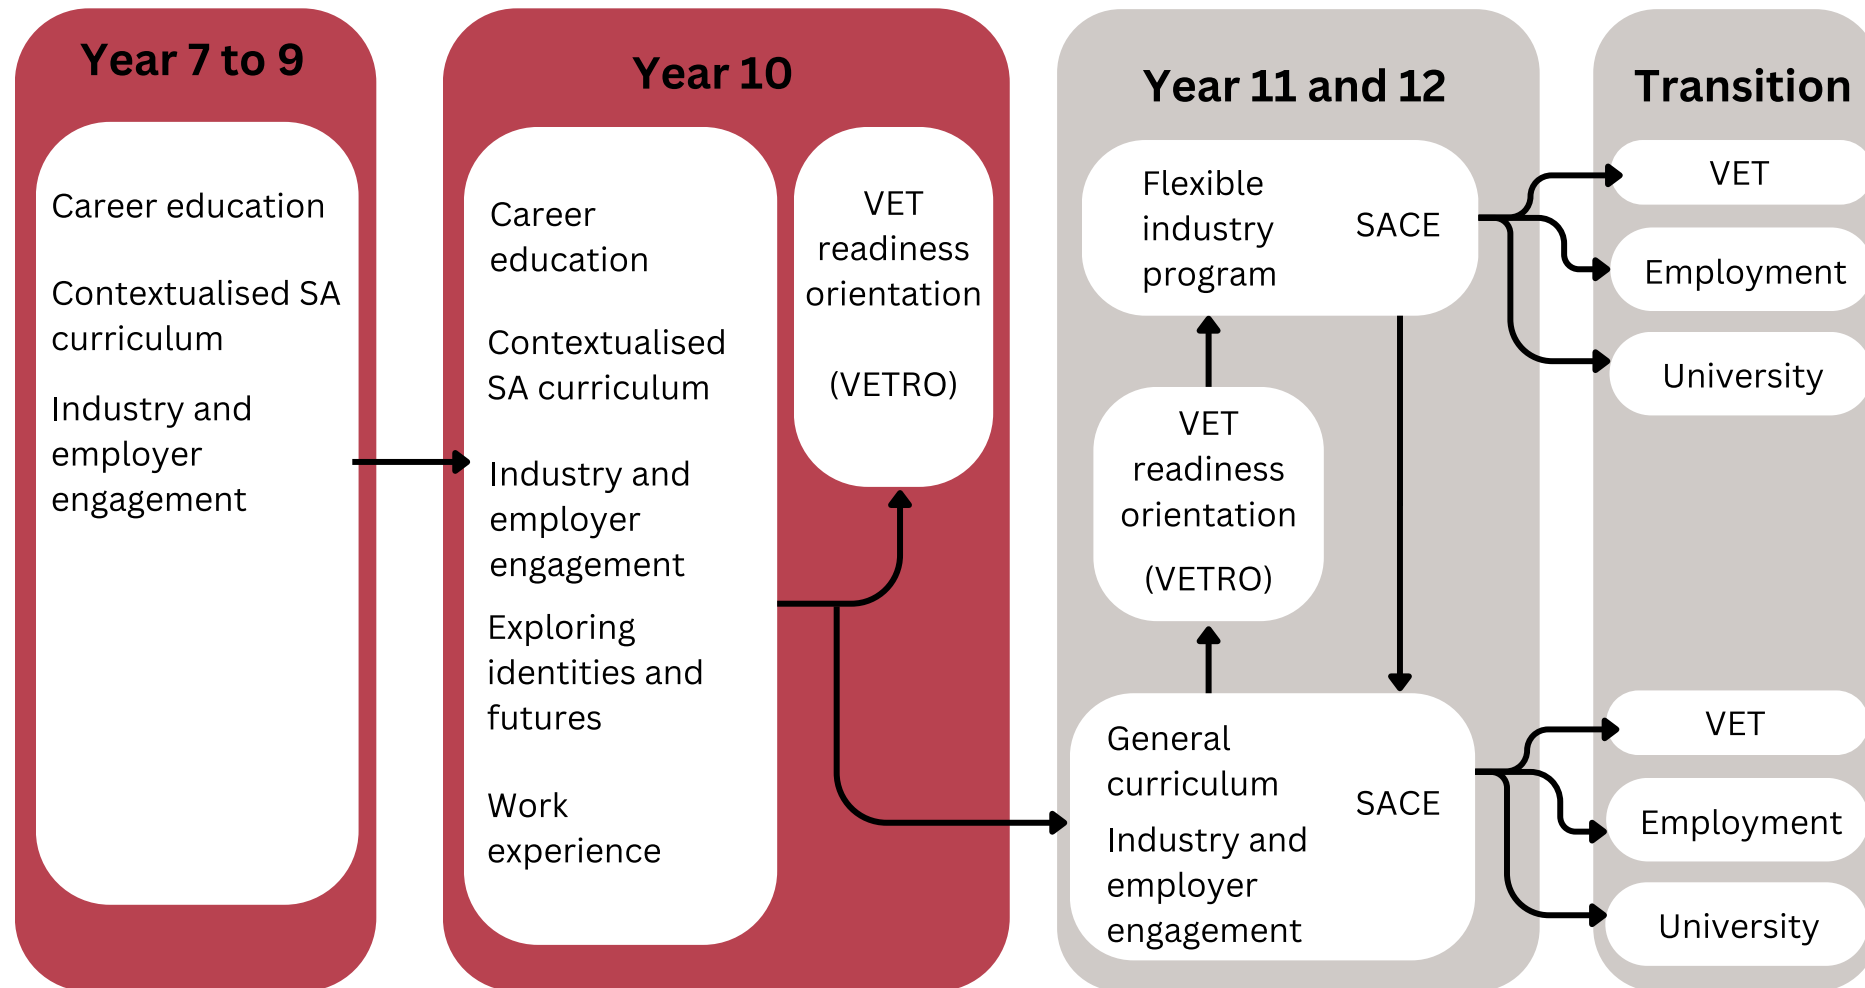 Year 7 to 9
Career education
Contextualised SA
curriculum
Industry and
employer
engagement
Year 10
Career
education
Contextualised
SA curriculum
Industry and
employer
engagement
Exploring
identities and
futures
Work
experience
VET
readiness
orientation
(VETRO)
Year 11 and 12
Flexible
industry
program
SACE
VET
readiness
orientation
(VETRO)
General
curriculum
Industry and
employer
engagement
SACE
Transition
VET
Employment
University
VET
Employment
University